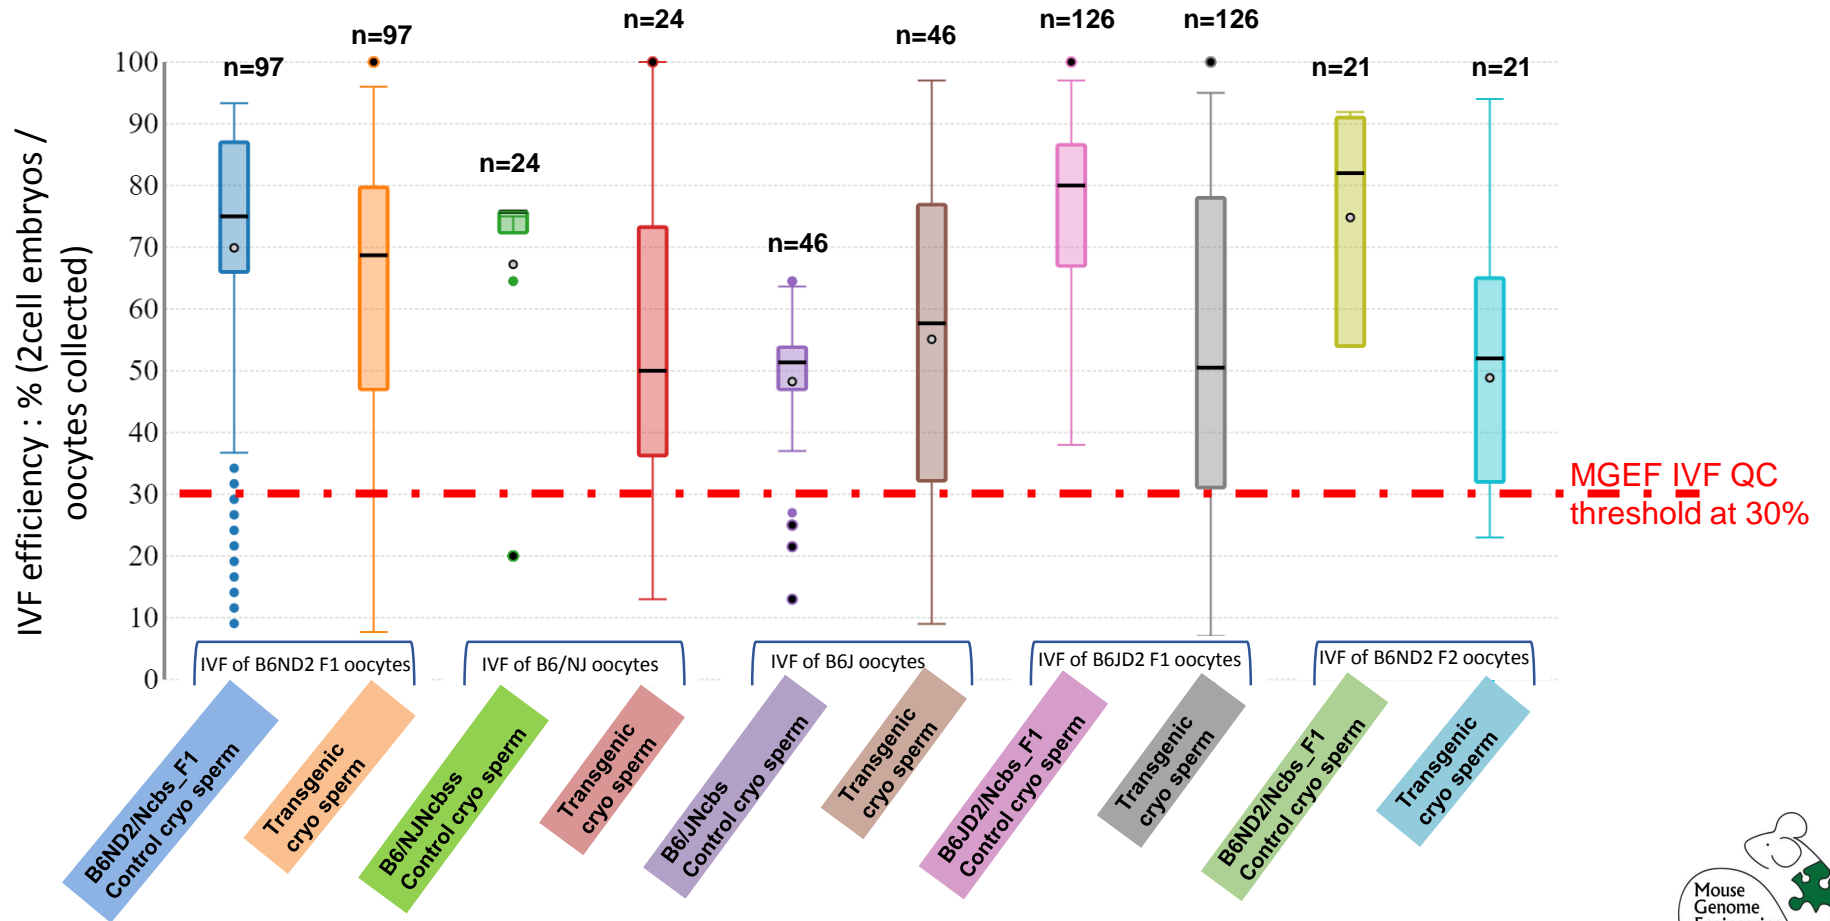 n=97
n=97
n=24
n=24
n=46
n=46
n=126
n=126
n=21
n=21
IVF efficiency : % (2cell embryos /
oocytes collected)
100
90
80
70
60
50
40
30
20
10
0
MGEF IVF QC
threshold at 30%
IVF of B6ND2 F1 oocytes
IVF of B6/NJ oocytes
IVF of B6J oocytes
IVF of B6JD2 F1 oocytes
IVF of B6ND2 F2 oocytes
B6ND2/Ncbs_F1
Control cryo sperm
Transgenic
cryo sperm
B6/NJNcbss
Control cryo sperm
Transgenic
cryo sperm
B6/JNcbs
Control cryo sperm
Transgenic
cryo sperm
B6JD2/Ncbs_F1
Control cryo sperm
Transgenic
cryo sperm
B6ND2/Ncbs_F1
Control cryo sperm
Transgenic
cryo sperm
Mouse
Genome